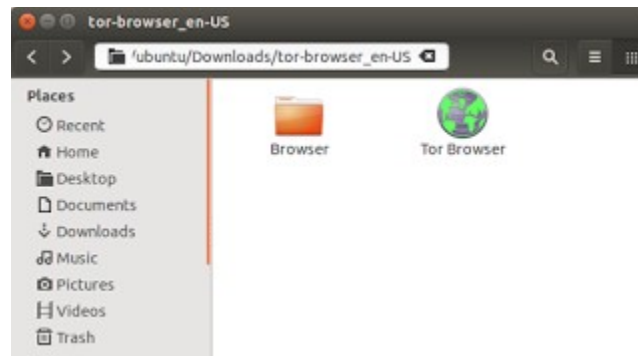 tor-browser_en-US
ubuntu/Downloads/tor-browser_en-US
Places
Recent
Home
Desktop
Documents
Downloads
Music
Pictures
Videos
Trash
Browser
Tor Browser